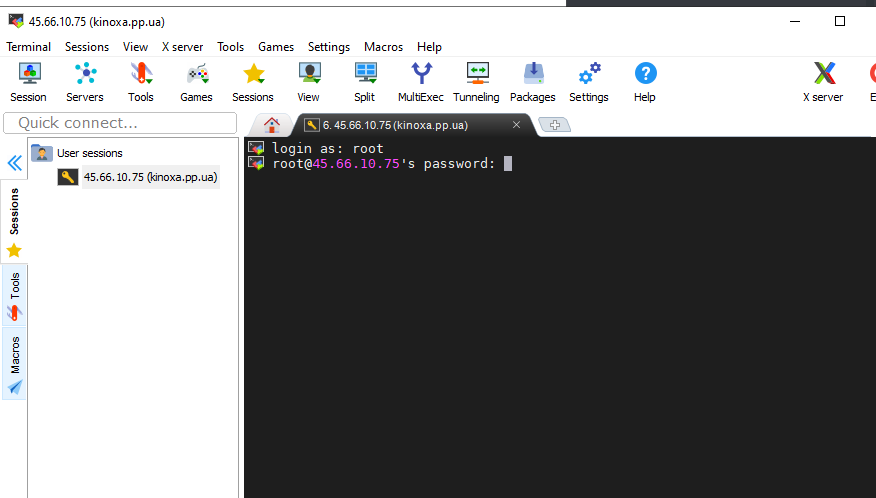 45.66.10.75 (kinoxa.pp.ua)
Terminal Sessions View X server Tools Games Settings Macros Help
Session Servers Tools Games Sessions View Split MultiExec Tunneling Packages Settings Help X server
Quick connect...
6. 45.66.10.75 (kinoxa.pp.ua)
User sessions
45.66.10.75 (kinoxa.pp.ua)
Sessions
Tools
Macros
login as: root
root@45.66.10.75's password: